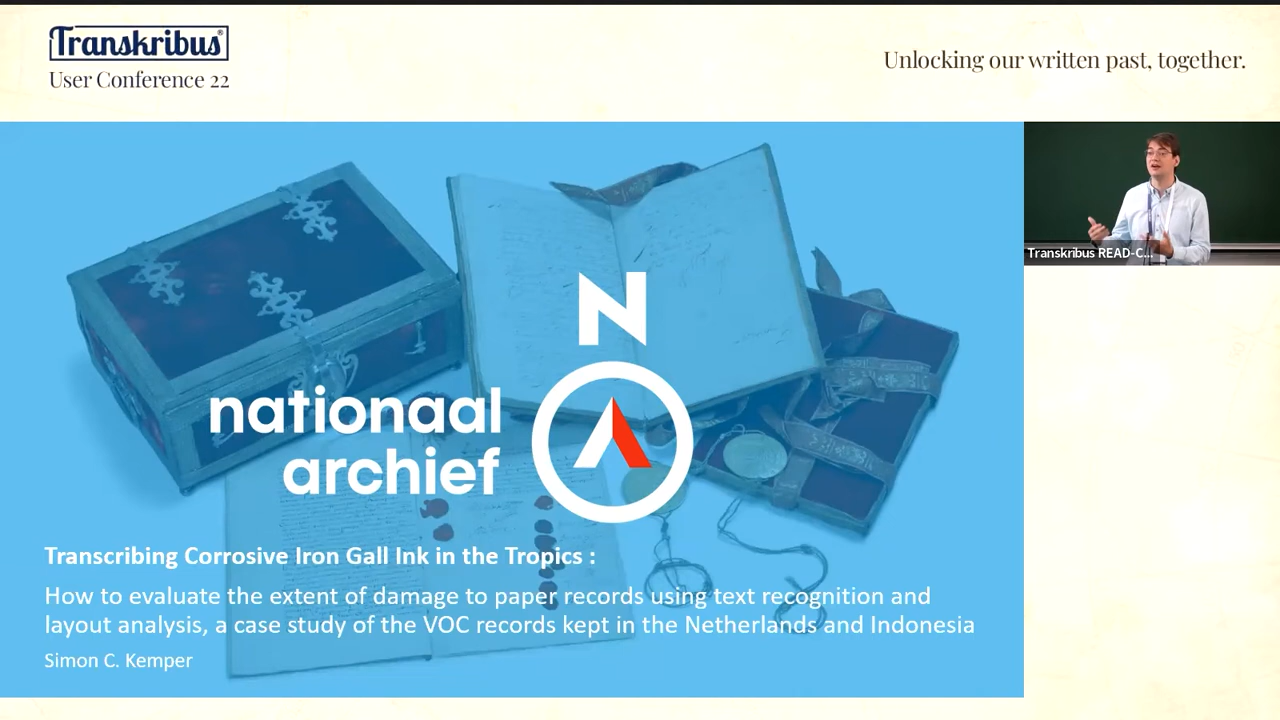 Transkribus®
User Conference 22
Unlocking our written past, together.
Transkribus READ-C...
N
nationaal
archief
Transcribing Corrosive Iron Gall Ink in the Tropics :
How to evaluate the extent of damage to paper records using text recognition and
layout analysis, a case study of the VOC records kept in the Netherlands and Indonesia
Simon C. Kemper